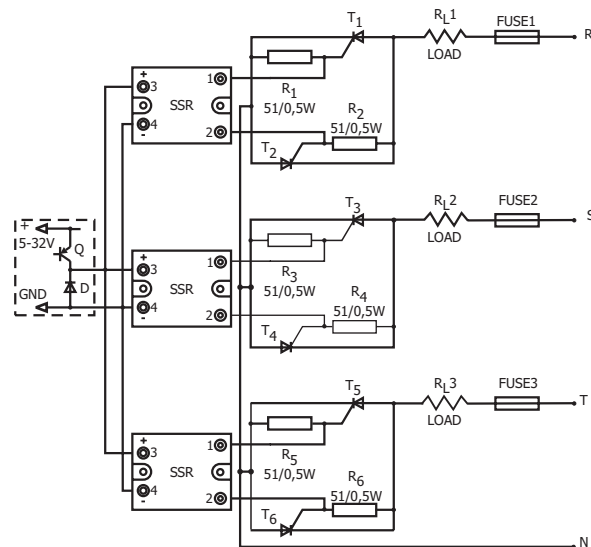 T1
RL1
FUSE1
R
LOAD
+
3
1
R1
51/0,5W
SSR
R2
51/0,5W
4
-
2
T2
T3
RL2
FUSE2
S
LOAD
+
5-32V
Q
+
3
1
R3
51/0,5W
GND
D
SSR
R4
51/0,5W
4
-
2
T4
T5
RL3
FUSE3
T
LOAD
+
3
1
R5
51/0,5W
SSR
R6
51/0,5W
4
-
2
T6
N